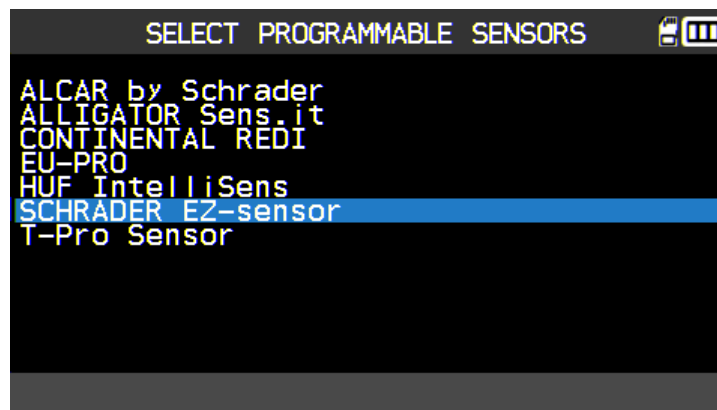 SELECT PROGRAMMABLE SENSORS
ALCAR by Schrader
ALLIGATOR Sens.it
CONTINENTAL REDI
EU-PRO
HUF IntelliSens
SCHRADER EZ-sensor
T-Pro Sensor